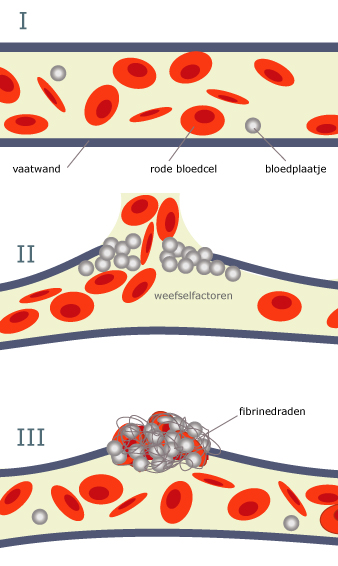 I
vaatwand
rode bloedcel
bloedplaatje
II
weefselfactoren
fibrinedraden
III